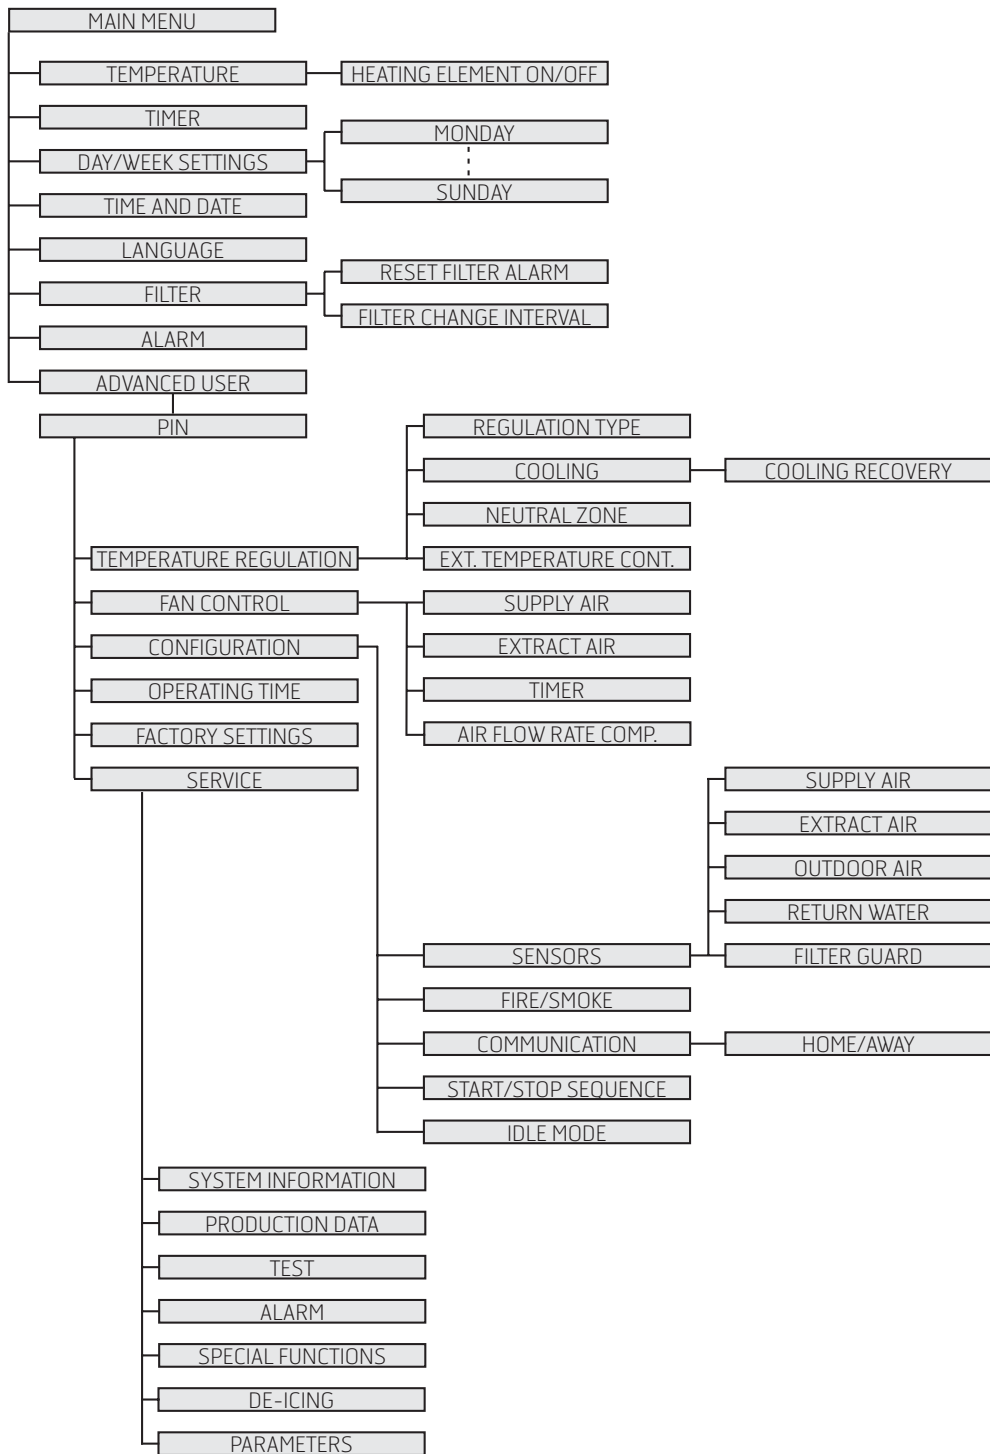 MAIN MENU
TEMPERATURE
HEATING ELEMENT ON/OFF
TIMER
DAY/WEEK SETTINGS
MONDAY
SUNDAY
TIME AND DATE
LANGUAGE
FILTER
RESET FILTER ALARM
FILTER CHANGE INTERVAL
ALARM
ADVANCED USER
PIN
TEMPERATURE REGULATION
REGULATION TYPE
COOLING
COOLING RECOVERY
NEUTRAL ZONE
EXT. TEMPERATURE CONT.
FAN CONTROL
SUPPLY AIR
EXTRACT AIR
TIMER
AIR FLOW RATE COMP.
CONFIGURATION
SENSORS
SUPPLY AIR
EXTRACT AIR
OUTDOOR AIR
RETURN WATER
FILTER GUARD
FIRE/SMOKE
COMMUNICATION
HOME/AWAY
START/STOP SEQUENCE
IDLE MODE
OPERATING TIME
FACTORY SETTINGS
SERVICE
SYSTEM INFORMATION
PRODUCTION DATA
TEST
ALARM
SPECIAL FUNCTIONS
DE-ICING
PARAMETERS